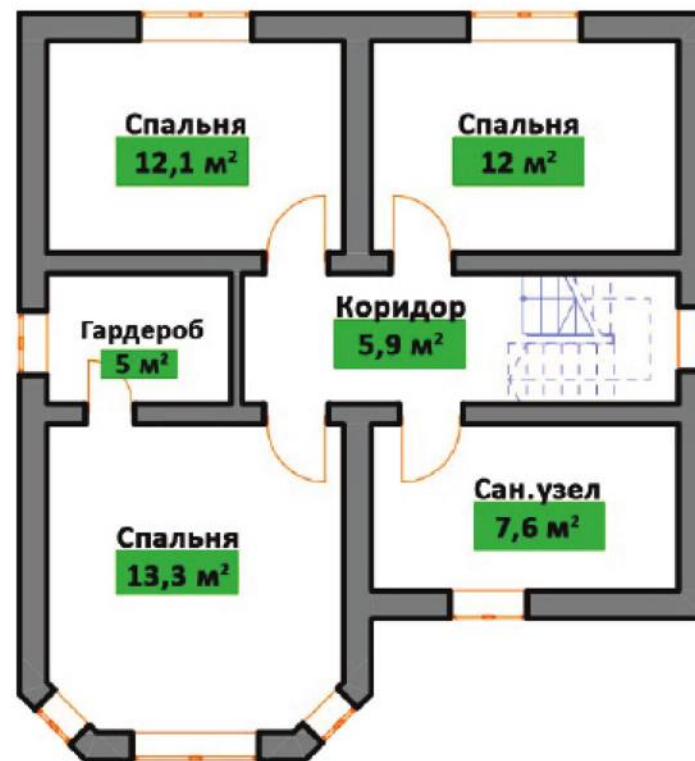 Спальня
12,1 м²
Спальня
12 м²
Гардероб
5 м²
Коридор
5,9 м²
Спальня
13,3 м²
Сан.узел
7,6 м²